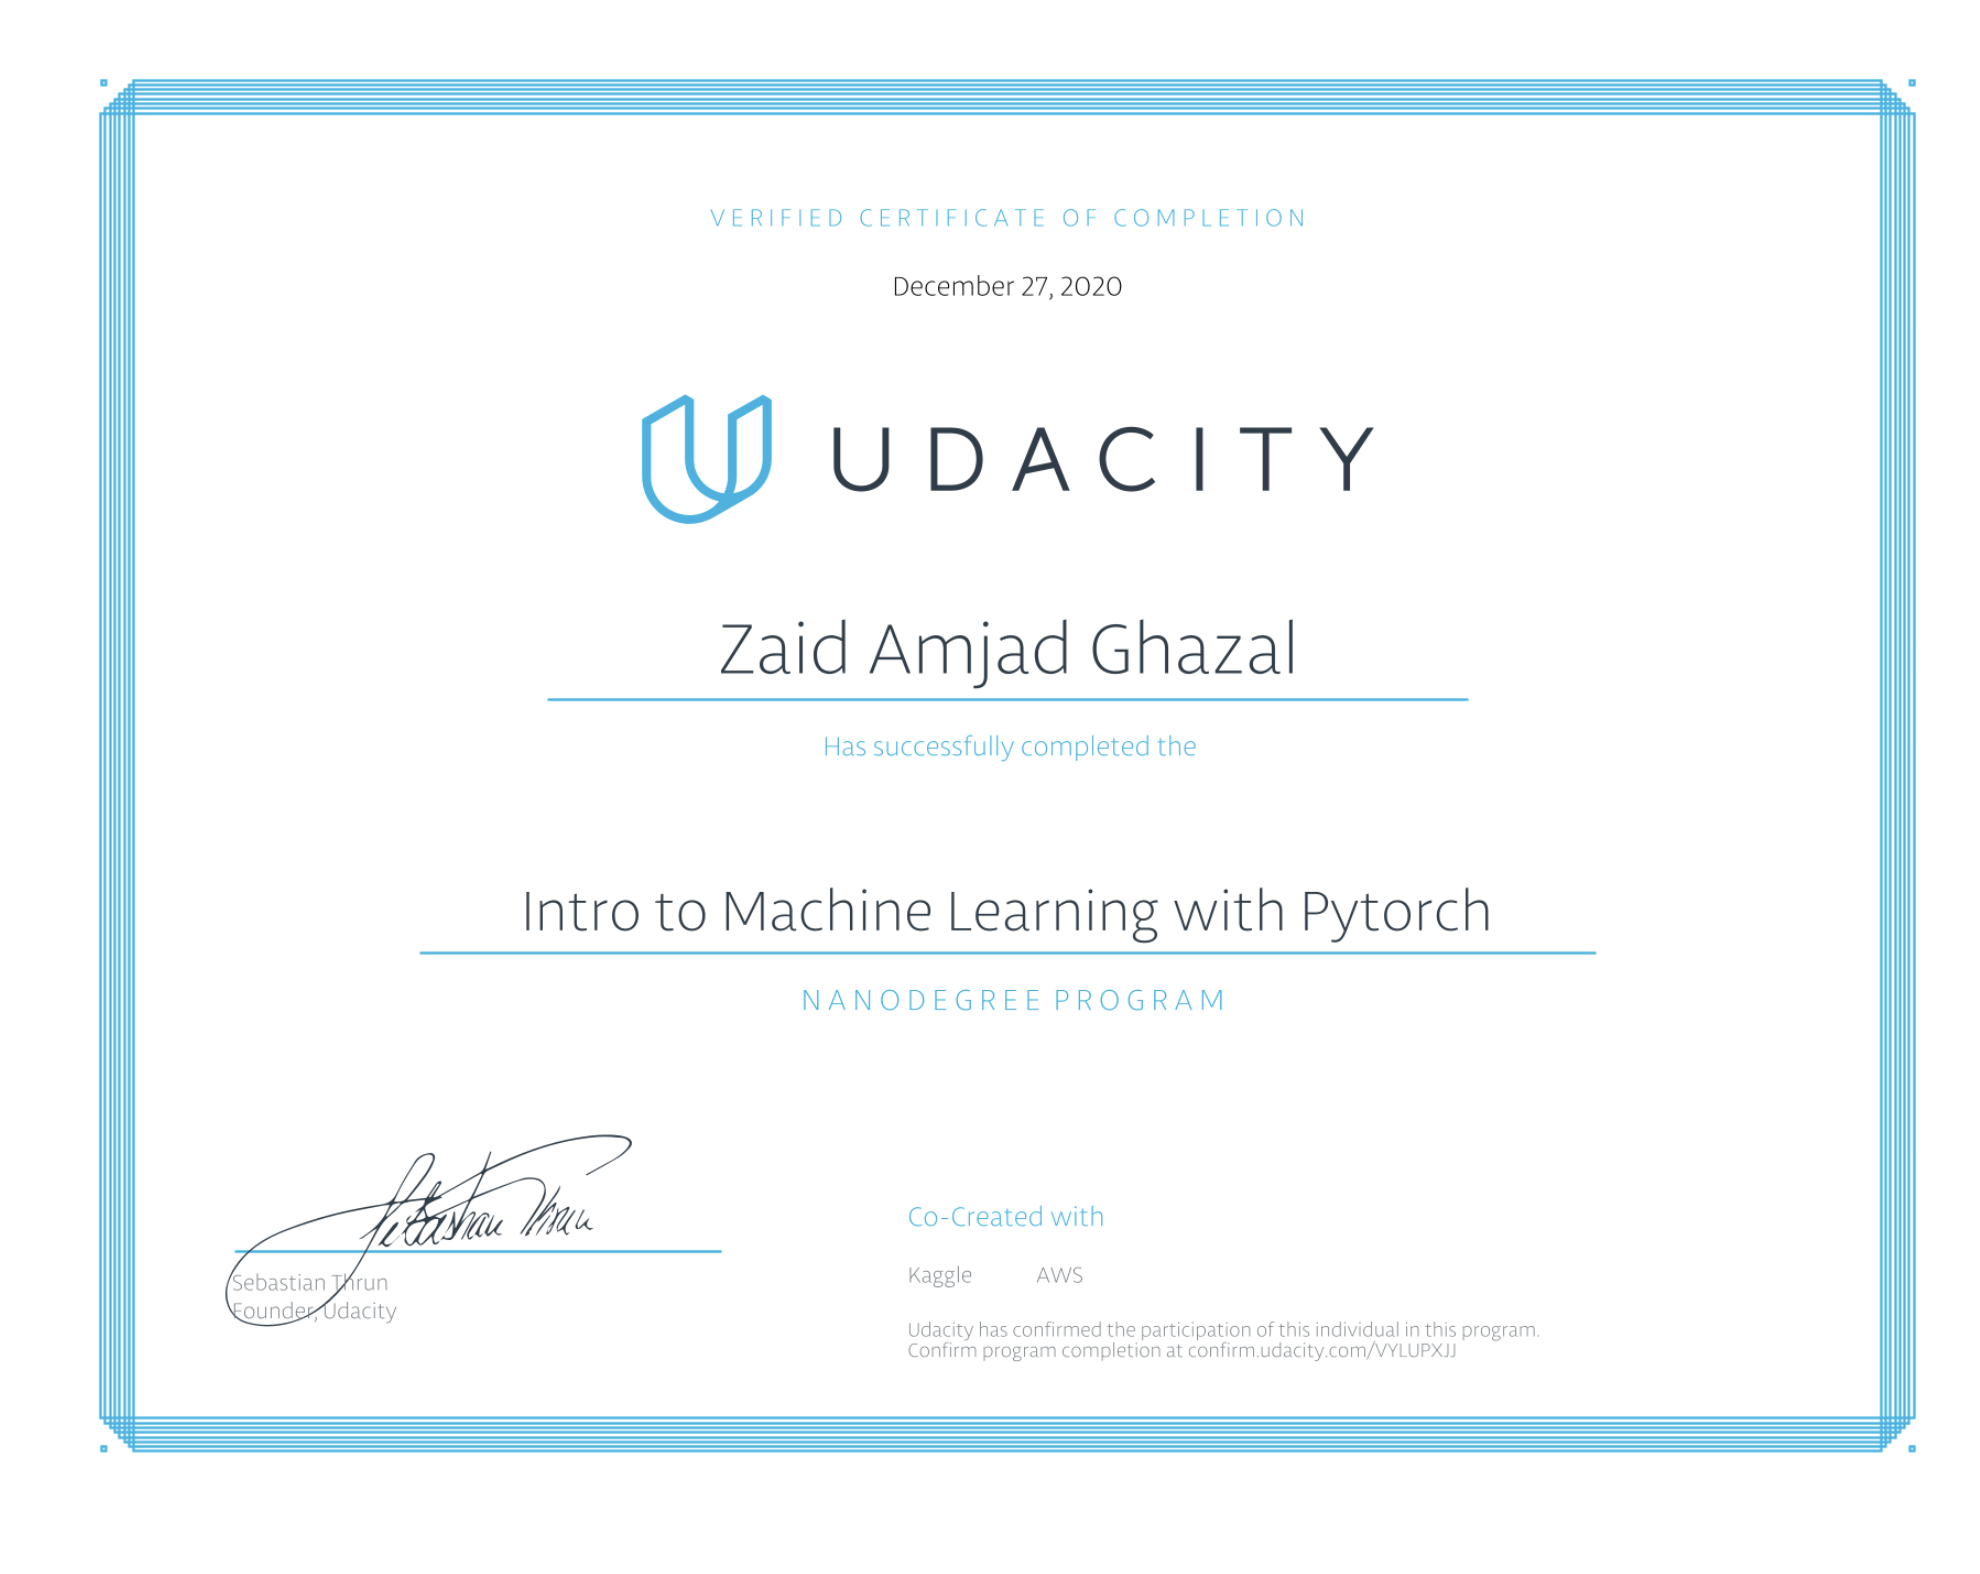 VERIFIED CERTIFICATE OF COMPLETION
December 27, 2020
UDACITY
Zaid Amjad Ghazal
Has successfully completed the
Intro to Machine Learning with Pytorch
NANODEGREE PROGRAM
Sebastian Thrun
Sebastian Thrun
Founder, Udacity
Co-Created with
Kaggle AWS
Udacity has confirmed the participation of this individual in this program.
Confirm program completion at confirm.udacity.com/VYLUPXJJ